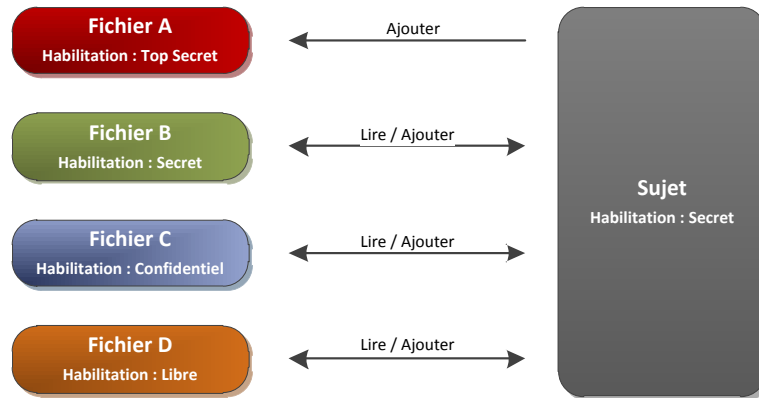 Fichier A
Habilitation : Top Secret
Ajouter
Fichier B
Habilitation : Secret
Lire / Ajouter
Fichier C
Habilitation : Confidentiel
Lire / Ajouter
Fichier D
Habilitation : Libre
Lire / Ajouter
Sujet
Habilitation : Secret